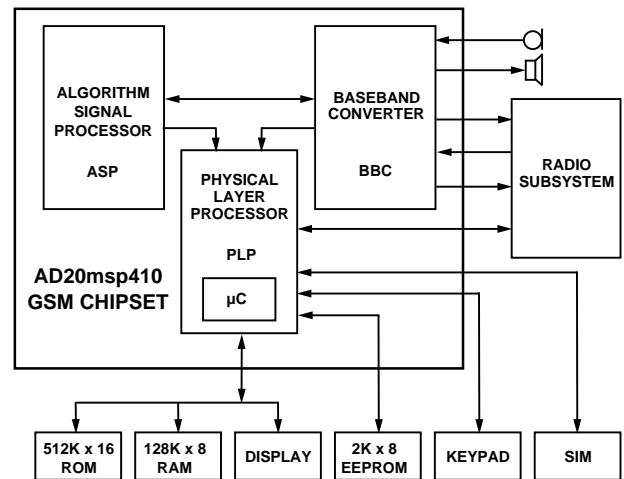 ALGORITHM
SIGNAL
PROCESSOR
ASP
BASEBAND
CONVERTER
BBC
PHYSICAL
LAYER
PROCESSOR
PLP
µC
RADIO
SUBSYSTEM
AD20msp410
GSM CHIPSET
512K x 16
ROM
128K x 8
RAM
DISPLAY
2K x 8
EEPROM
KEYPAD
SIM